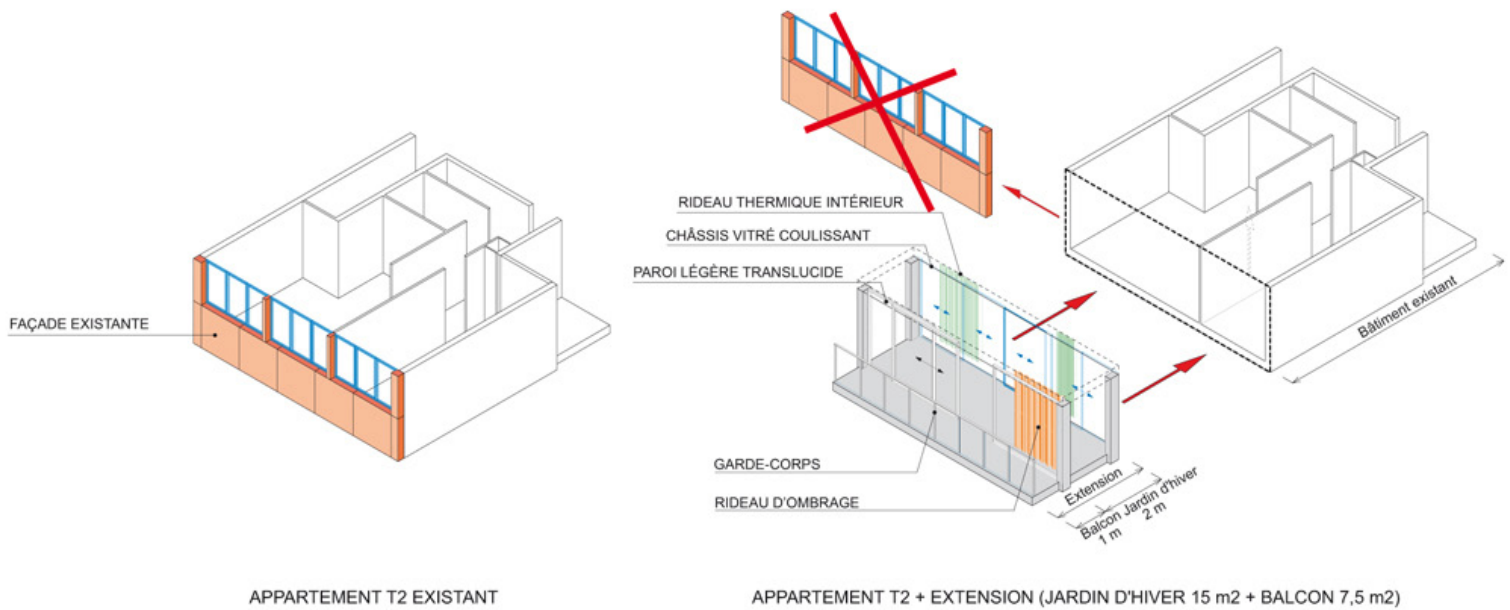 FAÇADE EXISTANTE
APPARTEMENT T2 EXISTANT
RIDEAU THERMIQUE INTÉRIEUR
CHÂSSIS VITRÉ COULISSANT
PAROI LÉGÈRE TRANSLUCIDE
GARDE-CORPS
RIDEAU D'OMBRAGE
Extension
Balcon
1 m
Jardin d'hiver
2 m
Bâtiment existant
APPARTEMENT T2 + EXTENSION (JARDIN D'HIVER 15 m2 + BALCON 7,5 m2)